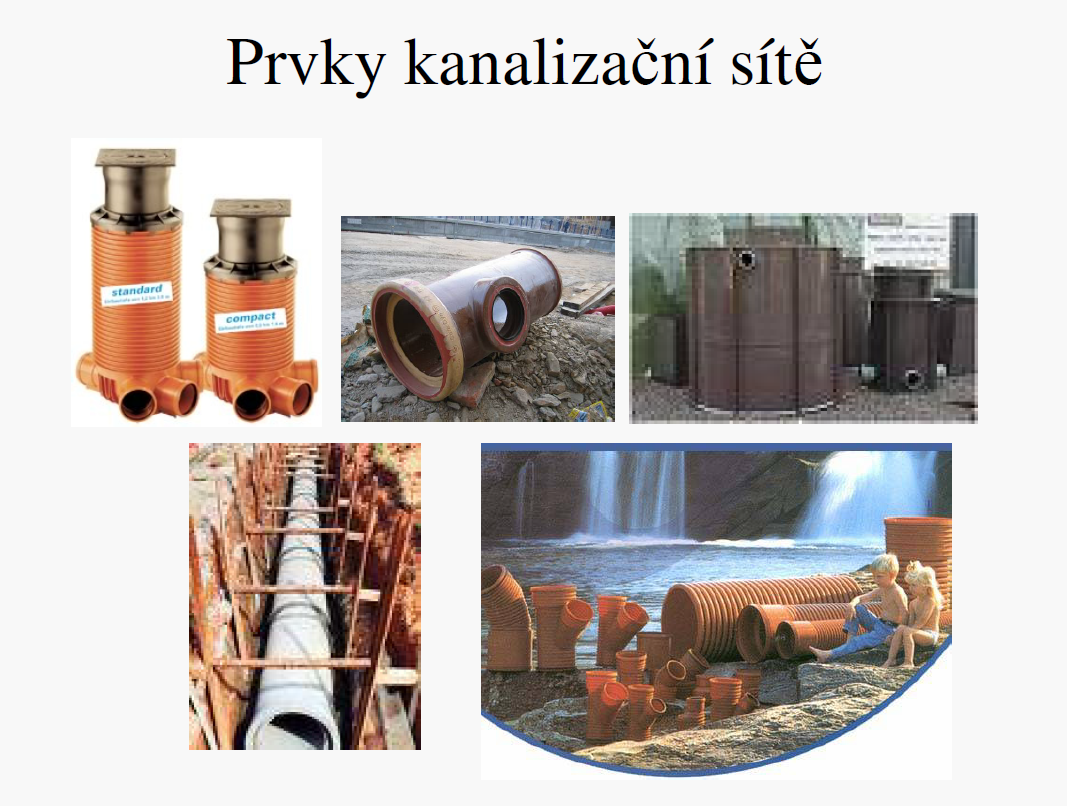 Prvky kanalizační sítě
standard
compact